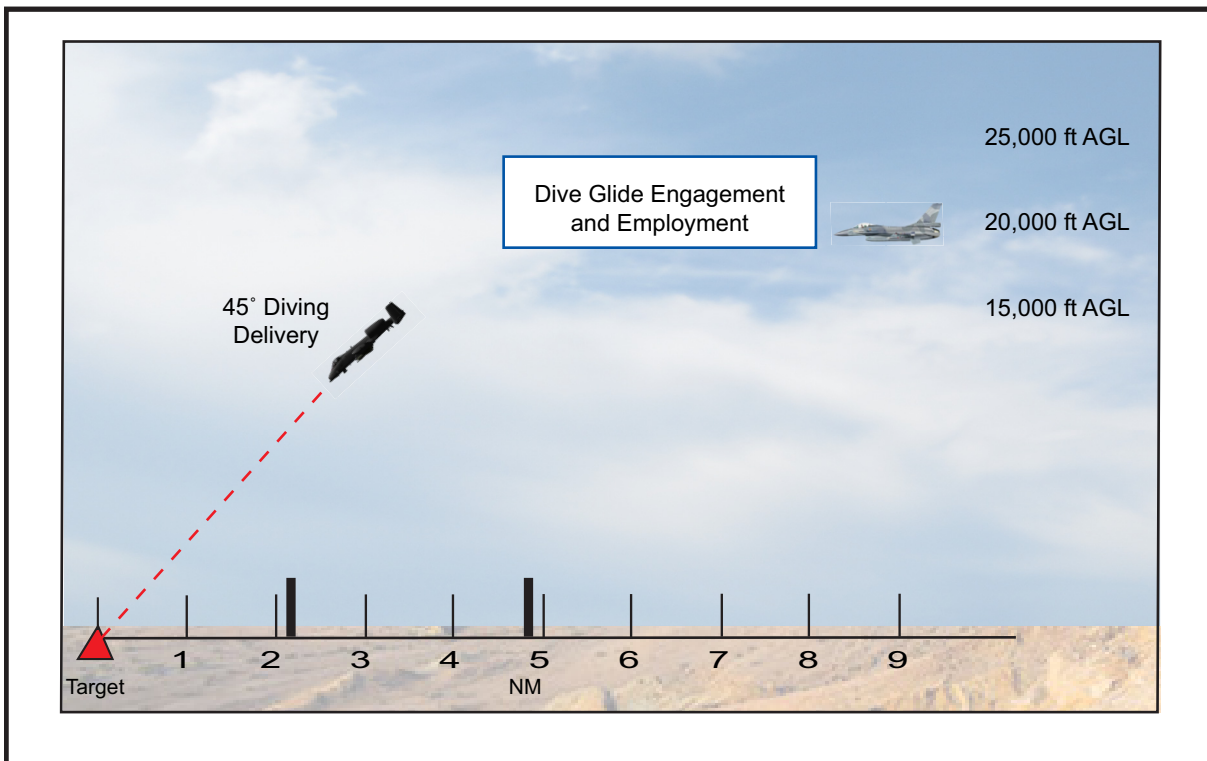 25,000 ft AGL
Dive Glide Engagement
and Employment
20,000 ft AGL
45˚ Diving
Delivery
15,000 ft AGL
1 2 3 4 5 6 7 8 9
Target
NM